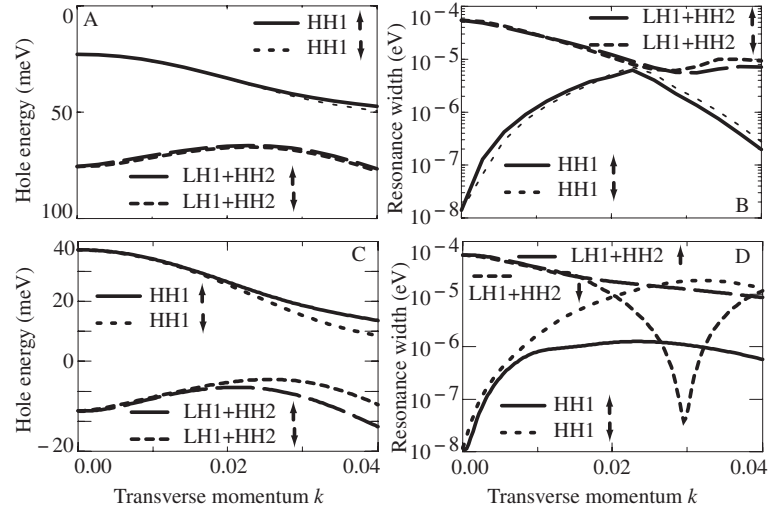 A
B
C
D
Hole energy (meV)
0
50
100
HH1 ↑
HH1 ↓
LH1+HH2 ↑
LH1+HH2 ↓
Resonance width (eV)
10⁻⁴
10⁻⁵
10⁻⁶
10⁻⁷
10⁻⁸
LH1+HH2 ↑
LH1+HH2 ↓
HH1 ↑
HH1 ↓
Hole energy (meV)
40
20
0
−20
HH1 ↑
HH1 ↓
LH1+HH2 ↑
LH1+HH2 ↓
0.00 0.02 0.04
Transverse momentum k
Resonance width (eV)
10⁻⁴
10⁻⁵
10⁻⁶
10⁻⁷
10⁻⁸
LH1+HH2 ↑
LH1+HH2 ↓
HH1 ↑
HH1 ↓
0.00 0.02 0.04
Transverse momentum k